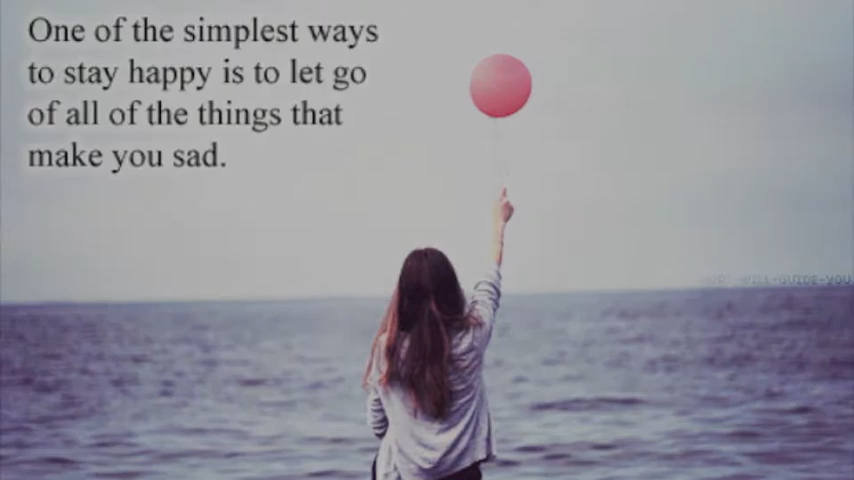 One of the simplest ways
to stay happy is to let go
of all of the things that
make you sad.